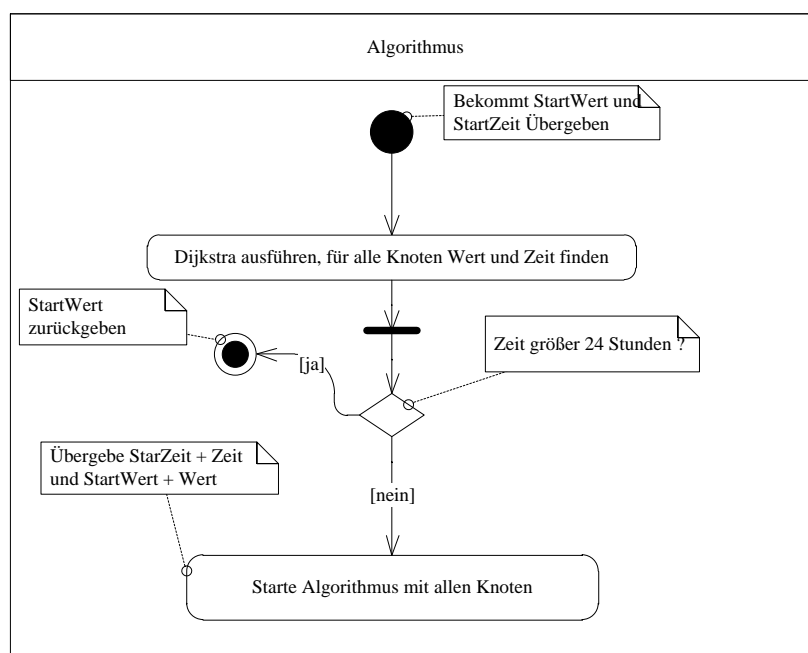 Algorithmus
Bekommt StartWert und
StartZeit Übergeben
Dijkstra ausführen, für alle Knoten Wert und Zeit finden
StartWert
zurückgeben
Zeit größer 24 Stunden ?
[ja]
Übergebe StarZeit + Zeit
und StartWert + Wert
[nein]
Starte Algorithmus mit allen Knoten